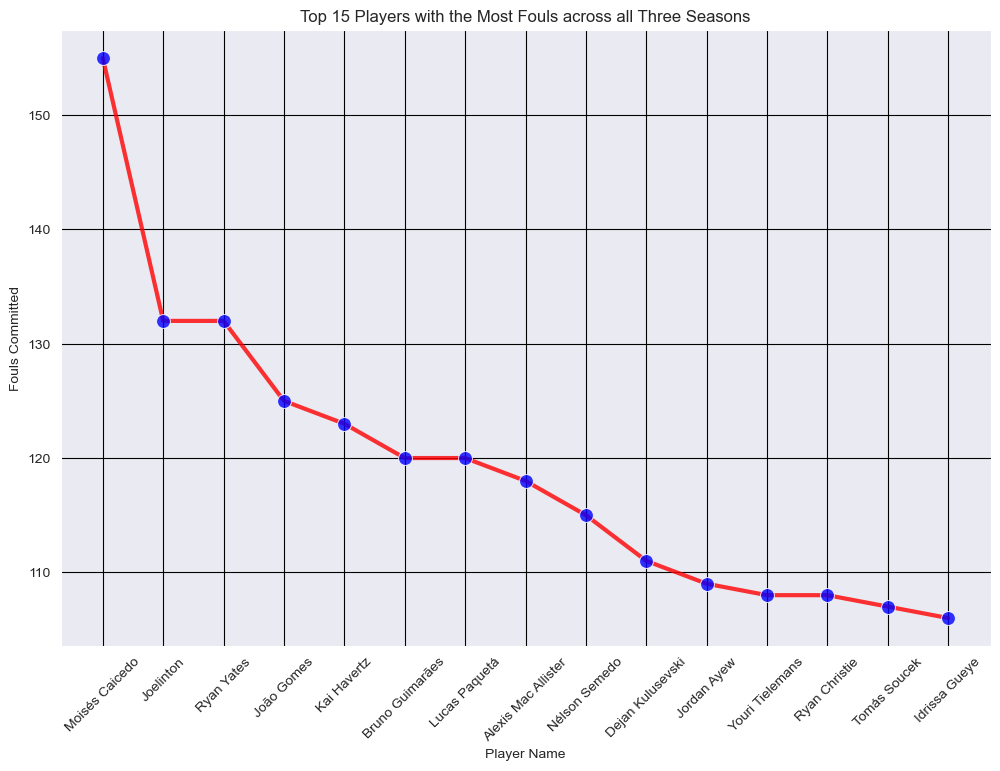 Top 15 Players with the Most Fouls across all Three Seasons
Fouls Committed
150
140
130
120
110
Moisés Caicedo
Joelinton
Ryan Yates
João Gomes
Kai Havertz
Bruno Guimarães
Lucas Paquetá
Alexis Mac Allister
Nélson Semedo
Dejan Kulusevski
Jordan Ayew
Youri Tielemans
Ryan Christie
Tomás Soucek
Idrissa Gueye
Player Name